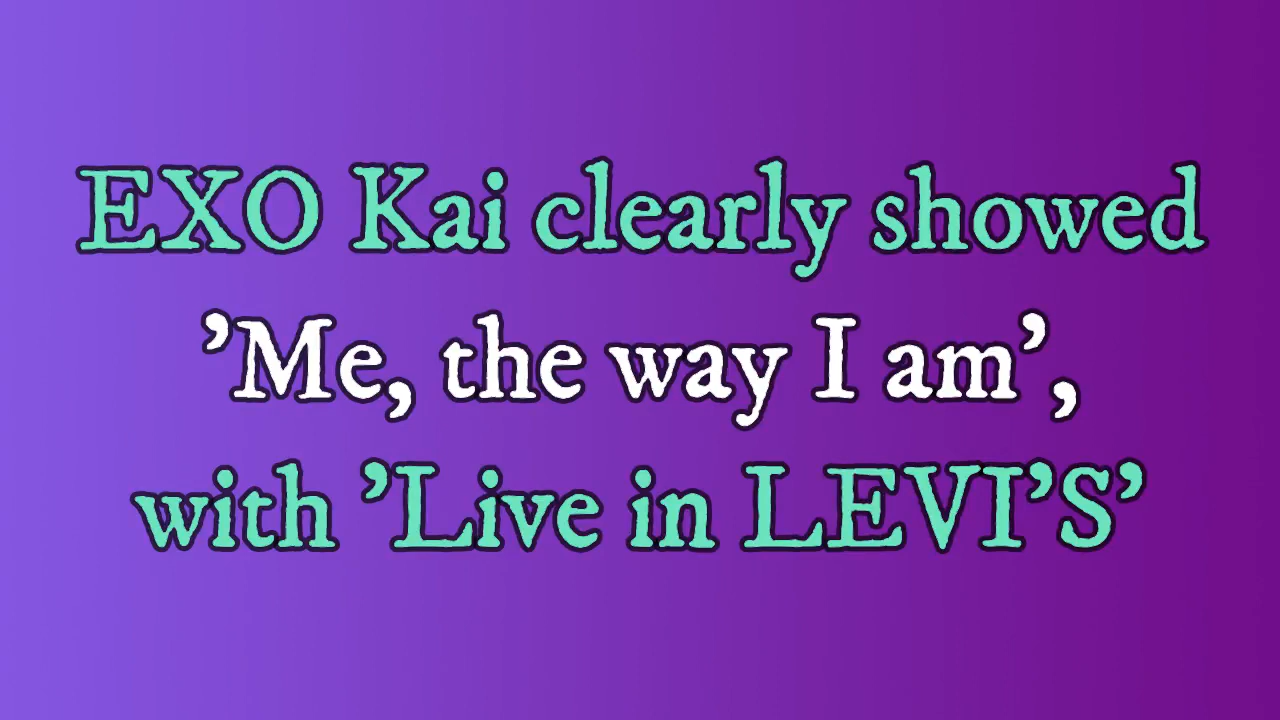 EXO Kai clearly showed
’Me, the way I am’,
with ’Live in LEVI’S’